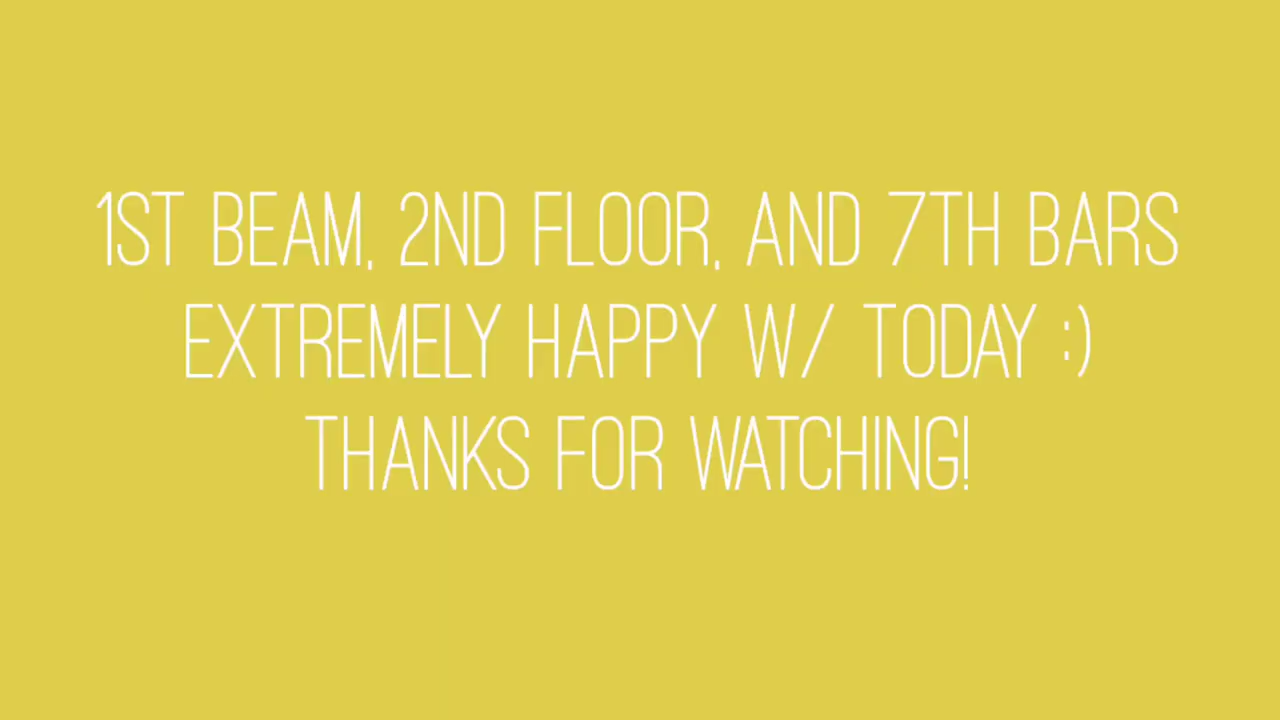 1ST BEAM, 2ND FLOOR, AND 7TH BARS
EXTREMELY HAPPY W/ TODAY :)
THANKS FOR WATCHING!